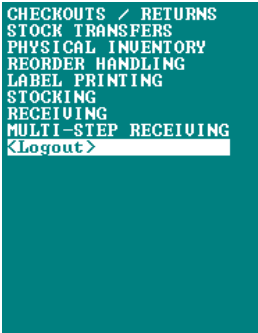 CHECKOUTS / RETURNS
STOCK TRANSFERS
PHYSICAL INVENTORY
REORDER HANDLING
LABEL PRINTING
STOCKING
RECEIVING
MULTI-STEP RECEIVING
<Logout>